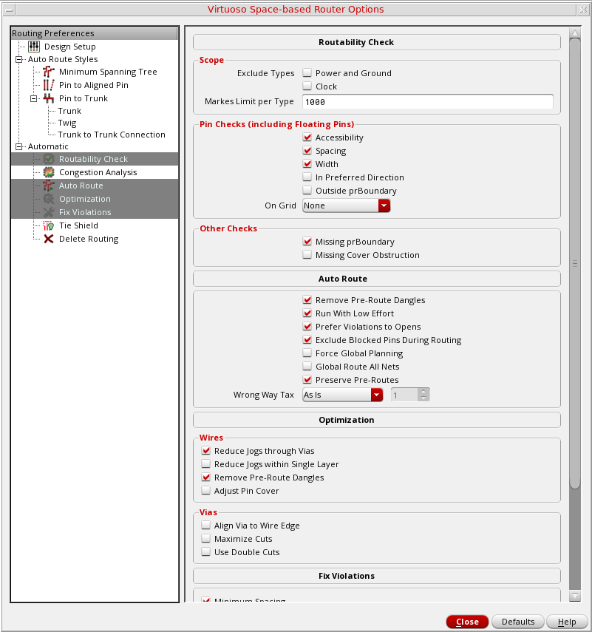 Virtuoso Space-based Router Options
Routing Preferences
Design Setup
Auto Route Styles
Minimum Spanning Tree
Pin to Aligned Pin
Pin to Trunk
Trunk
Twig
Trunk to Trunk Connection
Automatic
Routability Check
Congestion Analysis
Auto Route
Optimization
Fix Violations
Tie Shield
Delete Routing
Routability Check
Scope
Exclude Types Power and Ground
Clock
Markes Limit per Type 1000
Pin Checks (including Floating Pins)
Accessibility
Spacing
Width
In Preferred Direction
Outside prBoundary
On Grid None
Other Checks
Missing prBoundary
Missing Cover Obstruction
Auto Route
Remove Pre-Route Dangles
Run With Low Effort
Prefer Violations to Opens
Exclude Blocked Pins During Routing
Force Global Planning
Global Route All Nets
Preserve Pre-Routes
Wrong Way Tax As Is 1
Optimization
Wires
Reduce Jogs through Vias
Reduce Jogs within Single Layer
Remove Pre-Route Dangles
Adjust Pin Cover
Vias
Align Via to Wire Edge
Maximize Cuts
Use Double Cuts
Fix Violations
Minimum Spacing
Close Defaults Help